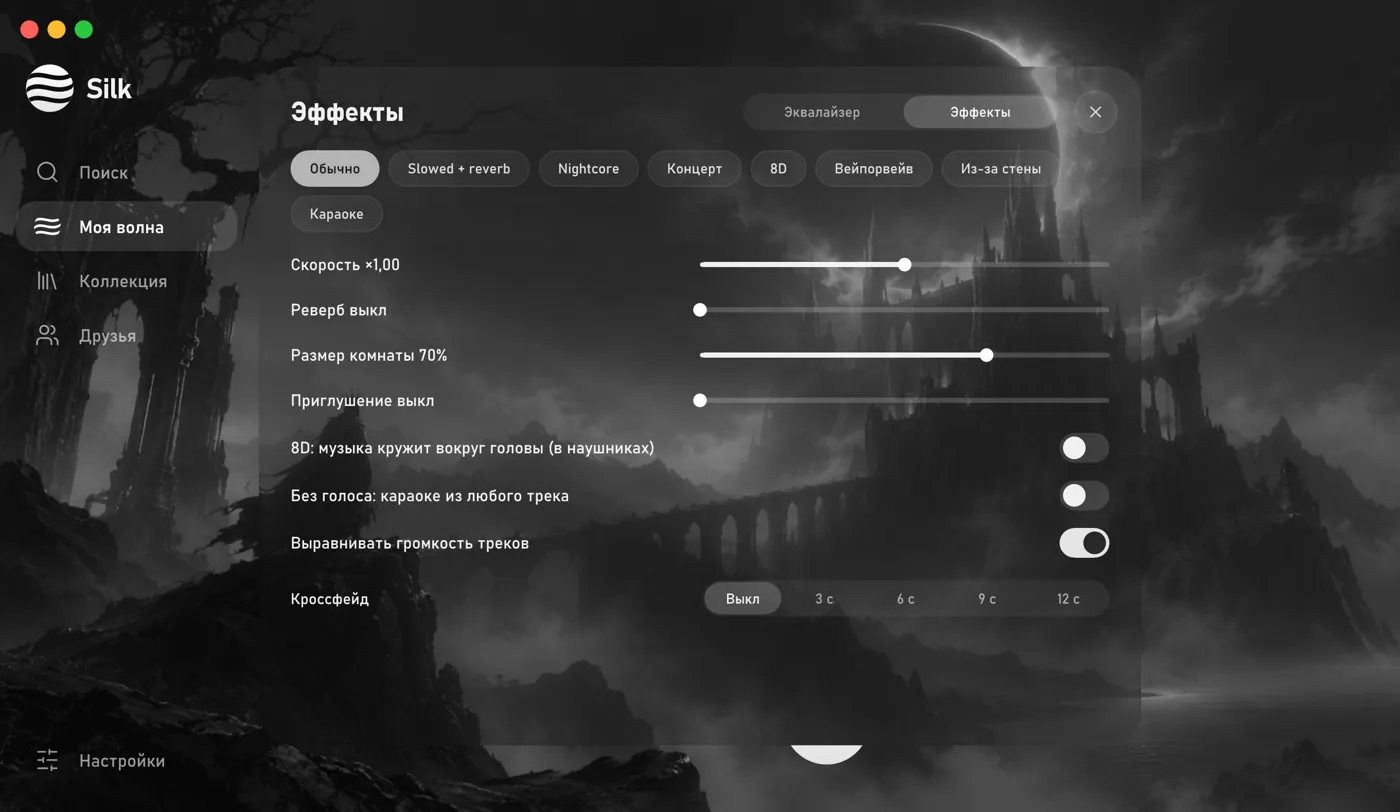 Silk
Поиск
Моя волна
Коллекция
Друзья
Настройки
Эффекты
Эквалайзер Эффекты
Обычно Slowed + reverb Nightcore Концерт 8D Вейпорвейв Из-за стены
Караоке
Скорость ×1,00
Реверб выкл
Размер комнаты 70%
Приглушение выкл
8D: музыка кружит вокруг головы (в наушниках)
Без голоса: караоке из любого трека
Выравнивать громкость треков
Кроссфейд Выкл 3 с 6 с 9 с 12 с